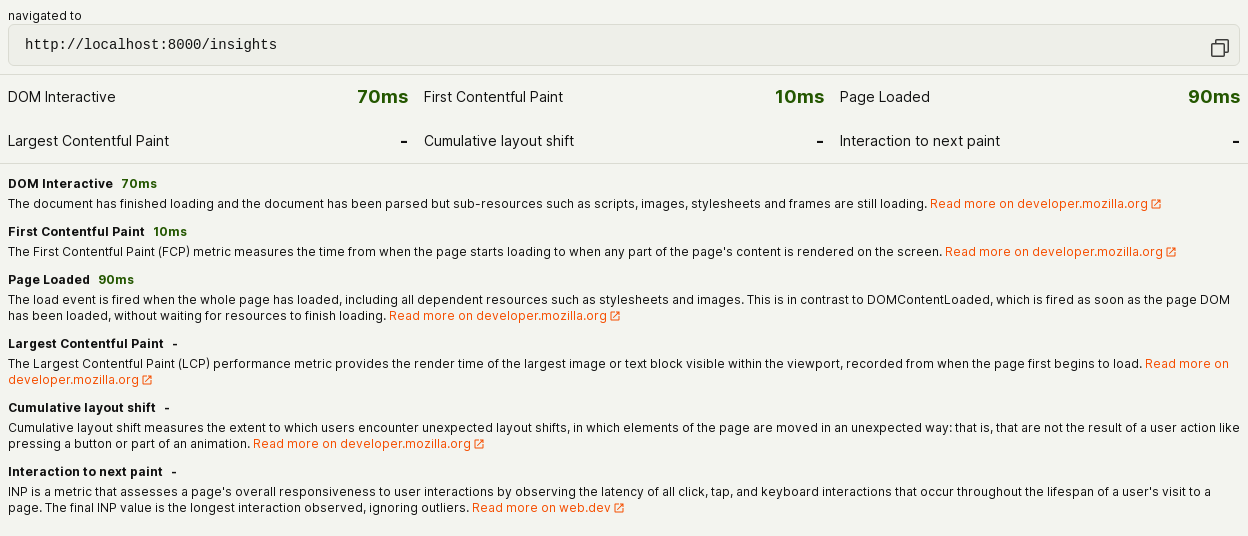 navigated to
http://localhost:8000/insights
DOM Interactive 70ms First Contentful Paint 10ms Page Loaded 90ms
Largest Contentful Paint - Cumulative layout shift - Interaction to next paint -
DOM Interactive 70ms
The document has finished loading and the document has been parsed but sub-resources such as scripts, images, stylesheets and frames are still loading. Read more on developer.mozilla.org
First Contentful Paint 10ms
The First Contentful Paint (FCP) metric measures the time from when the page starts loading to when any part of the page's content is rendered on the screen. Read more on developer.mozilla.org
Page Loaded 90ms
The load event is fired when the whole page has loaded, including all dependent resources such as stylesheets and images. This is in contrast to DOMContentLoaded, which is fired as soon as the page DOM
has been loaded, without waiting for resources to finish loading. Read more on developer.mozilla.org
Largest Contentful Paint -
The Largest Contentful Paint (LCP) performance metric provides the render time of the largest image or text block visible within the viewport, recorded from when the page first begins to load. Read more on
developer.mozilla.org
Cumulative layout shift -
Cumulative layout shift measures the extent to which users encounter unexpected layout shifts, in which elements of the page are moved in an unexpected way: that is, that are not the result of a user action like
pressing a button or part of an animation. Read more on developer.mozilla.org
Interaction to next paint -
INP is a metric that assesses a page's overall responsiveness to user interactions by observing the latency of all click, tap, and keyboard interactions that occur throughout the lifespan of a user's visit to a
page. The final INP value is the longest interaction observed, ignoring outliers. Read more on web.dev